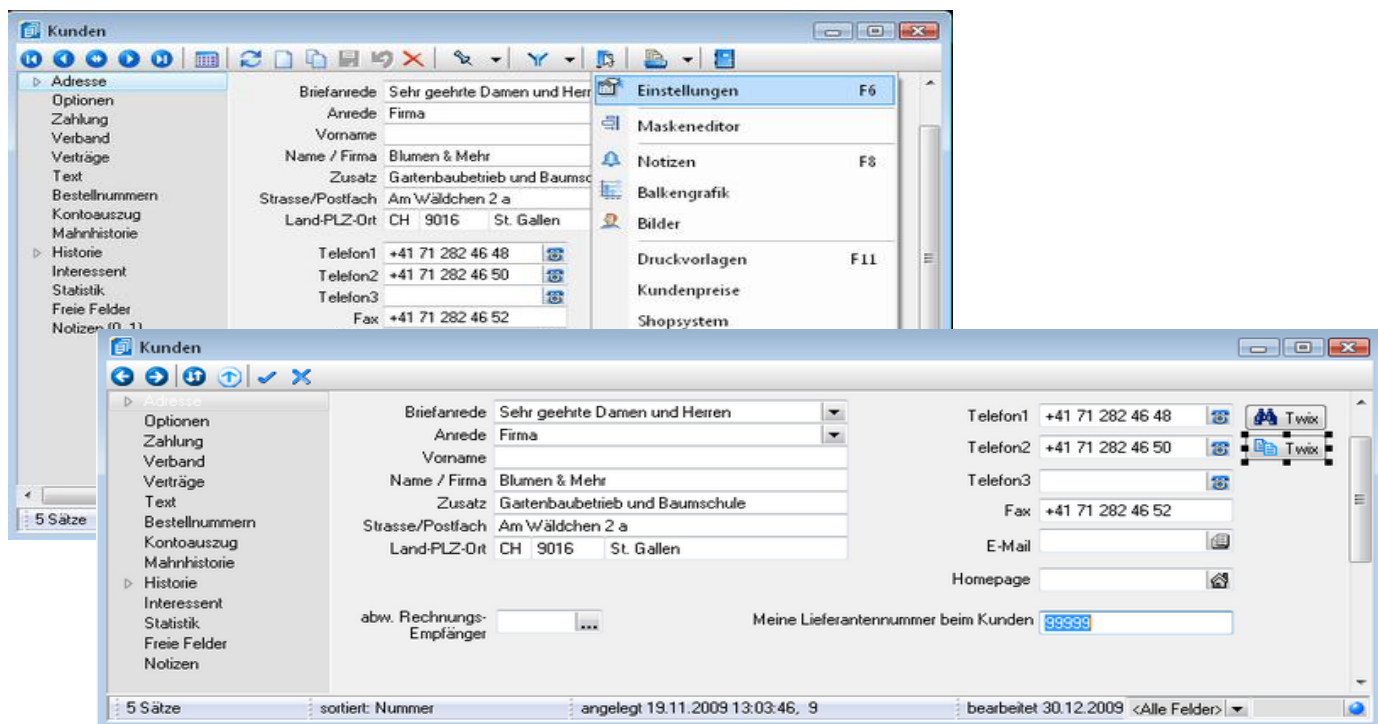 Kunden
Adresse
Optionen
Zahlung
Verband
Verträge
Text
Bestellnummern
Kontoauszug
Mahnhistorie
Historie
Interessent
Statistik
Freie Felder
Notizen (0, 1)
Briefanrede Sehr geehrte Damen und Herr
Anrede Firma
Vorname
Name / Firma Blumen & Mehr
Zusatz Gartenbaubetrieb und Baumsc
Strasse/Postfach Am Wäldchen 2 a
Land-PLZ-Ort CH 9016 St. Gallen
Telefon1 +41 71 282 46 48
Telefon2 +41 71 282 46 50
Telefon3
Fax +41 71 282 46 52
Einstellungen F6
Maskeneditor
Notizen F8
Balkengrafik
Bilder
Druckvorlagen F11
Kundenpreise
Shopsystem
5 Sätze
Kunden
Adresse
Optionen
Zahlung
Verband
Verträge
Text
Bestellnummern
Kontoauszug
Mahnhistorie
Historie
Interessent
Statistik
Freie Felder
Notizen
Briefanrede Sehr geehrte Damen und Herren
Anrede Firma
Vorname
Name / Firma Blumen & Mehr
Zusatz Gartenbaubetrieb und Baumschule
Strasse/Postfach Am Wäldchen 2 a
Land-PLZ-Ort CH 9016 St. Gallen
abw. Rechnungs-
Empfänger ...
Telefon1 +41 71 282 46 48 Twix
Telefon2 +41 71 282 46 50 Twix
Telefon3
Fax +41 71 282 46 52
E-Mail
Homepage
Meine Lieferantennummer beim Kunden 99999
5 Sätze sortiert: Nummer angelegt 19.11.2009 13:03:46, 9 bearbeitet 30.12.2009 <Alle Felder>